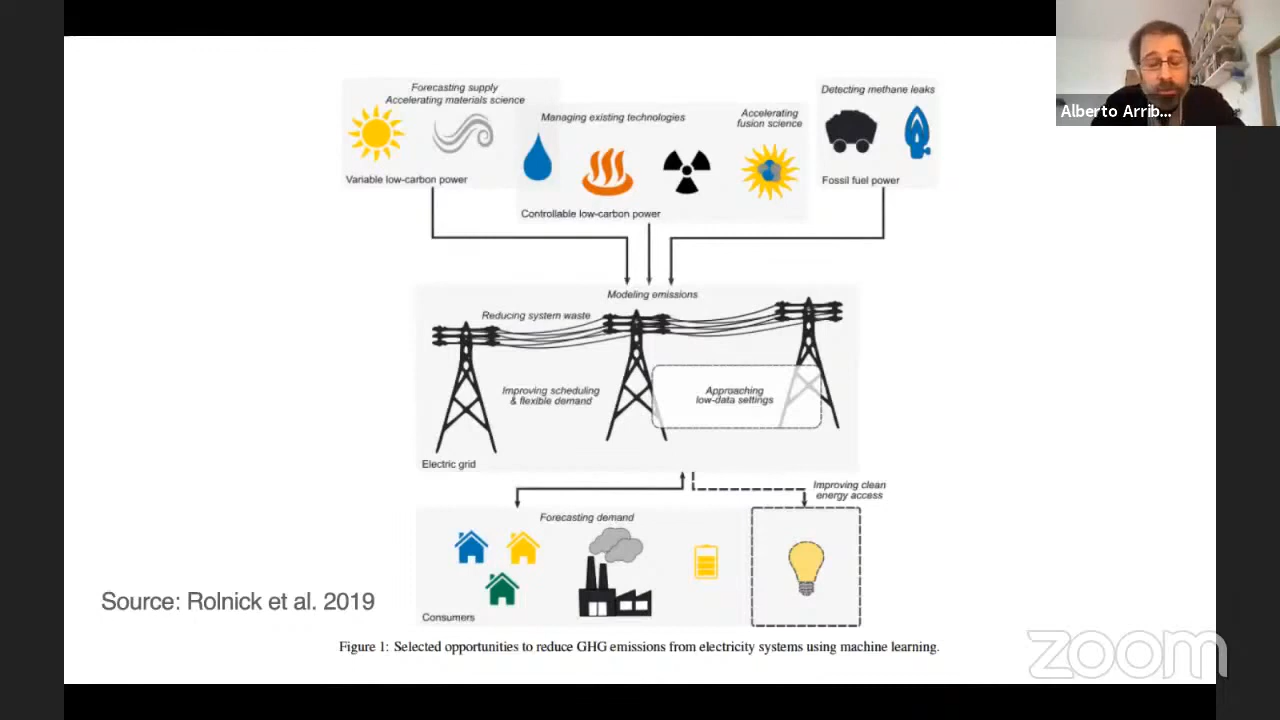 Alberto Arrib...
Forecasting supply
Accelerating materials science
Variable low-carbon power
Managing existing technologies
Accelerating
fusion science
Controllable low-carbon power
Detecting methane leaks
Fossil fuel power
Modeling emissions
Reducing system waste
Improving scheduling
& flexible demand
Approaching
low-data settings
Electric grid
Improving clean
energy access
Forecasting demand
Consumers
Source: Rolnick et al. 2019
Figure 1: Selected opportunities to reduce GHG emissions from electricity systems using machine learning.
zoom